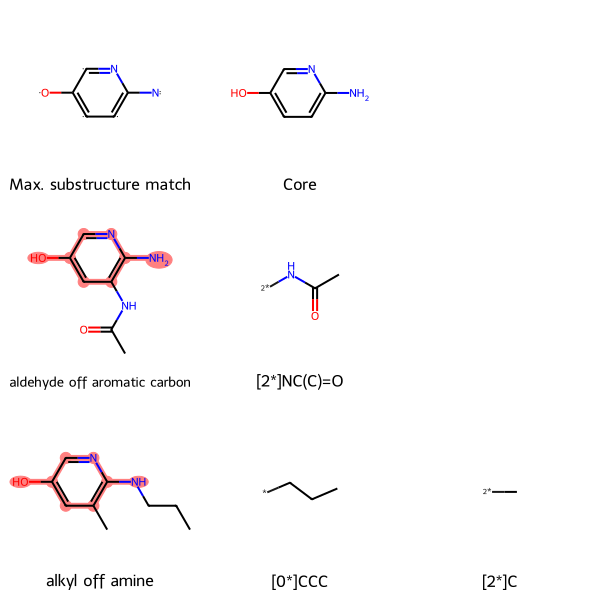 ·O N N:
Max. substructure match
HO N NH2
Core
HO N NH2
NH
O
aldehyde off aromatic carbon
2* H
N
O
[2*]NC(C)=O
HO N NH
alkyl off amine
*
[0*]CCC
2*
[2*]C